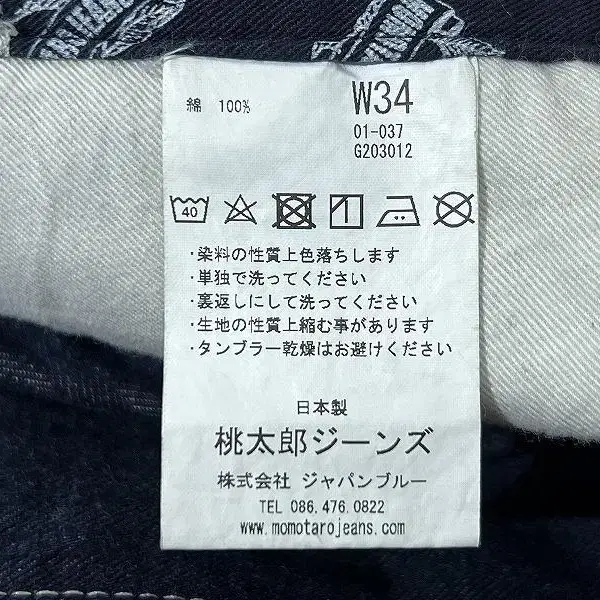 綿 100%
W34
01-037
G203012
40
・染料の性質上色落ちします
・単独で洗ってください
・裏返しにして洗ってください
・生地の性質上縮む事があります
・タンブラー乾燥はお避けください
日本製
桃太郎ジーンズ
株式会社 ジャパンブルー
TEL 086.476.0822
www.momotarojeans.com